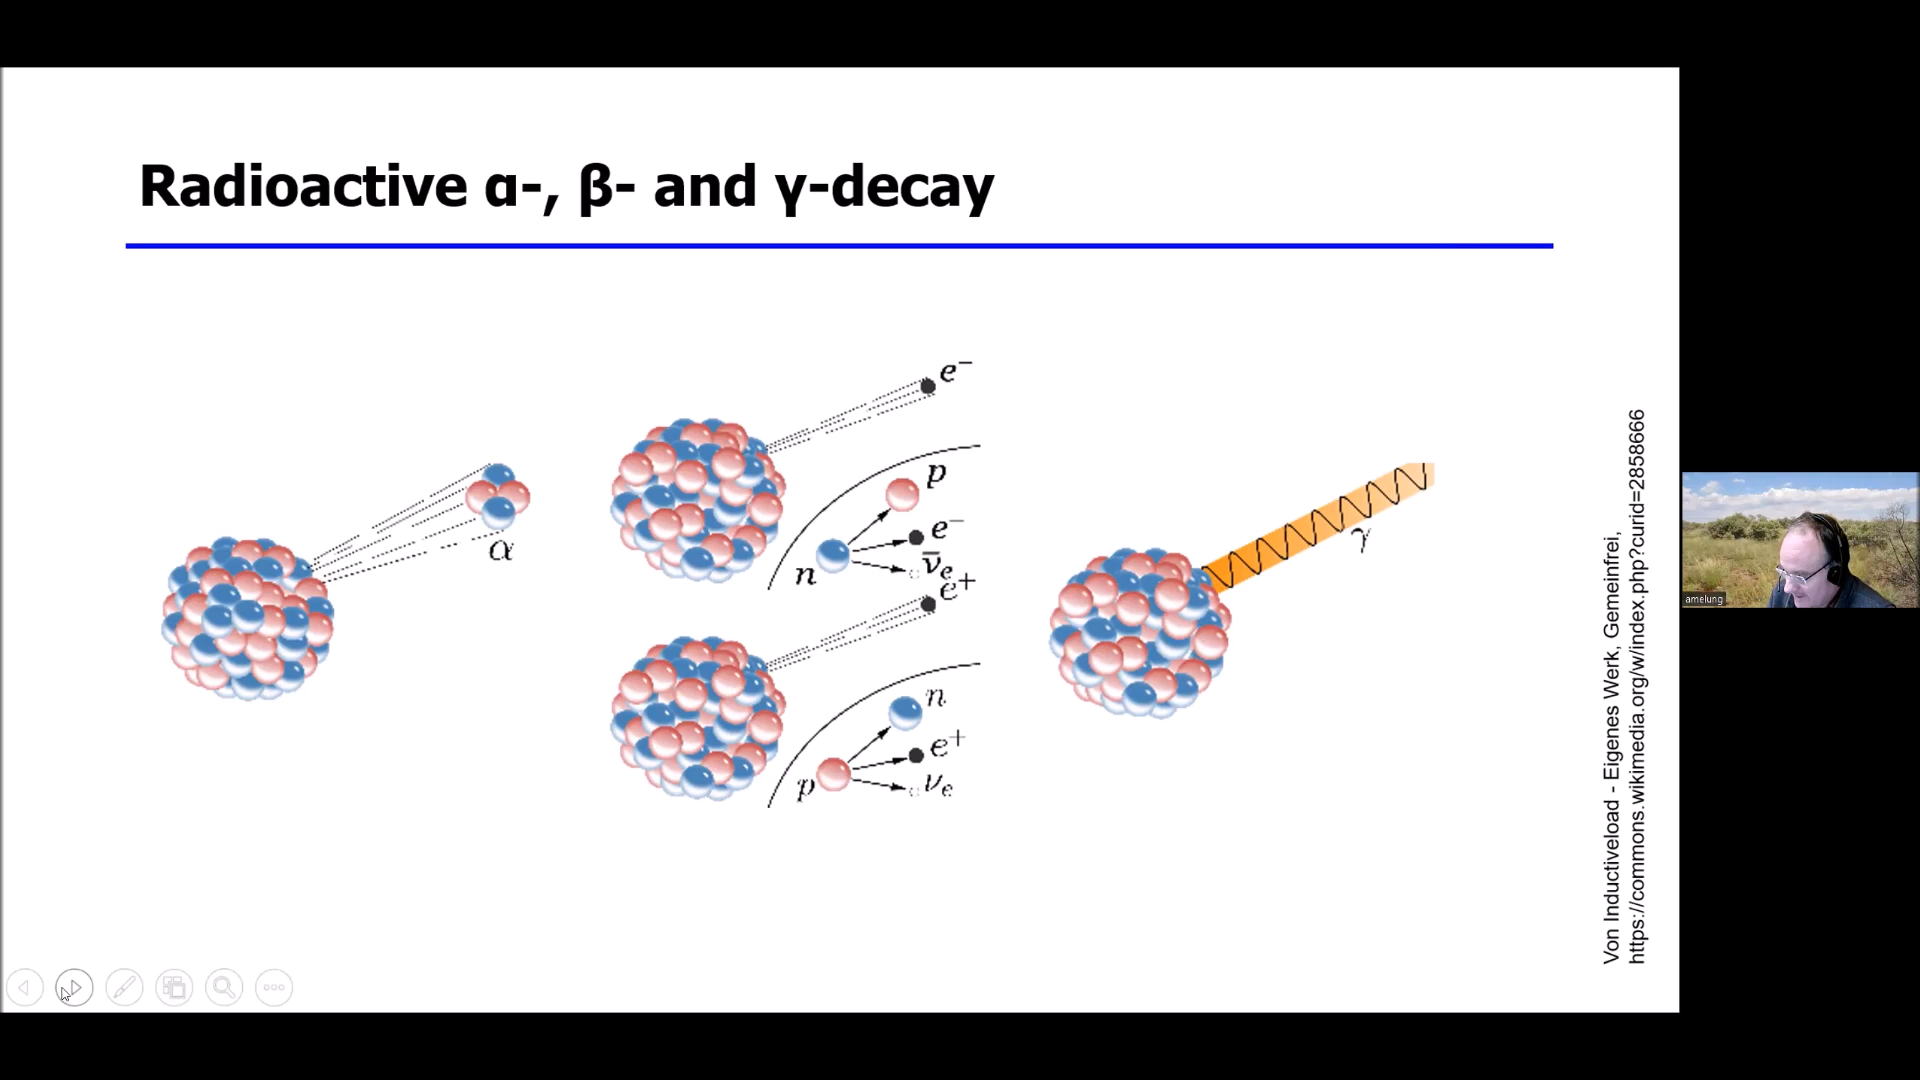 Radioactive α-, β- and γ-decay
α
e⁻
p
e⁻
n
ν̄ₑ
e⁺
n
e⁺
p
νₑ
γ
Von Inductiveload - Eigenes Werk, Gemeinfrei,
https://commons.wikimedia.org/w/index.php?curid=2858666
amelung